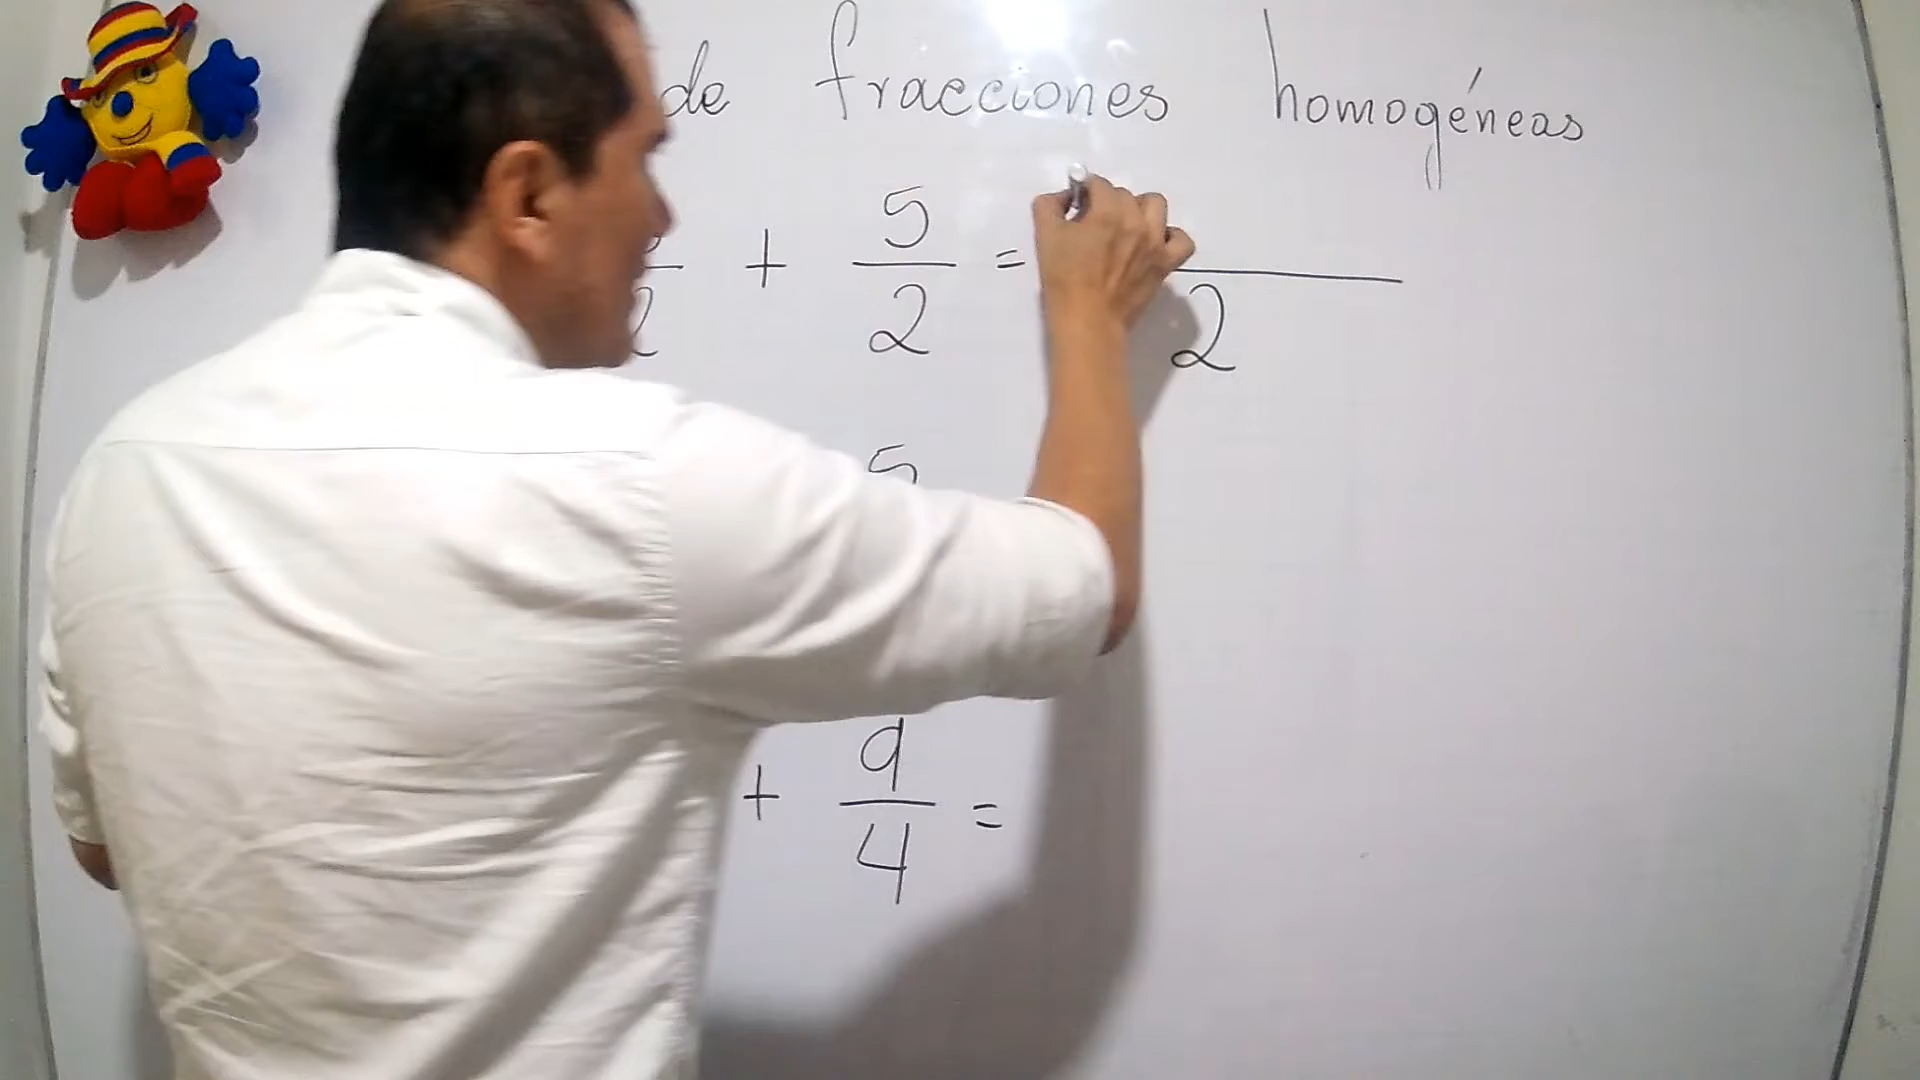 de fracciones homogéneas
+ 5/2 = /2
5
+ 9/4 =